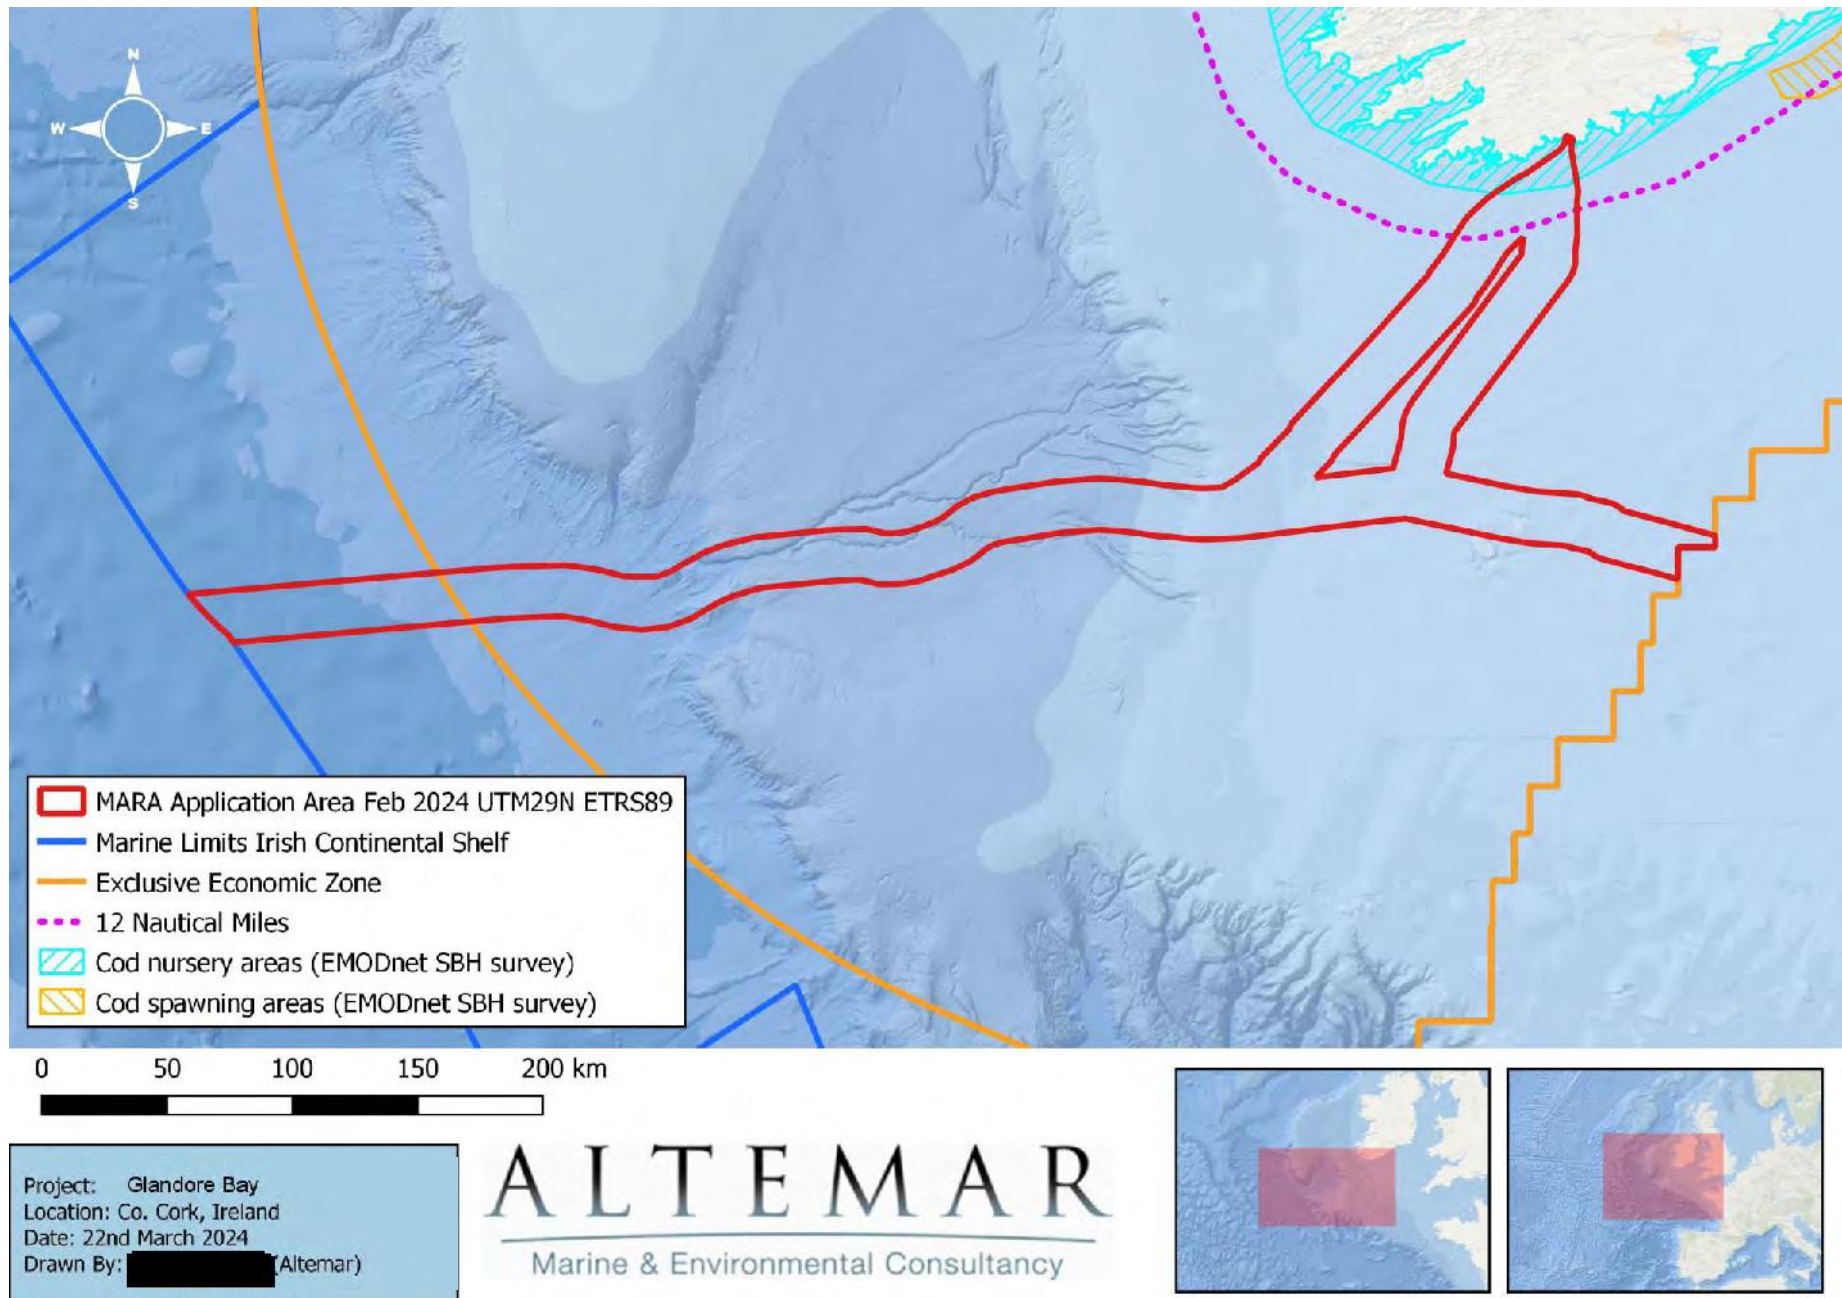 N
W
E
S
MARA Application Area Feb 2024 UTM29N ETRS89
Marine Limits Irish Continental Shelf
Exclusive Economic Zone
12 Nautical Miles
Cod nursery areas (EMODnet SBH survey)
Cod spawning areas (EMODnet SBH survey)
0 50 100 150 200 km
Project: Glandore Bay
Location: Co. Cork, Ireland
Date: 22nd March 2024
Drawn By: (Altemar)
ALTEMAR
Marine & Environmental Consultancy